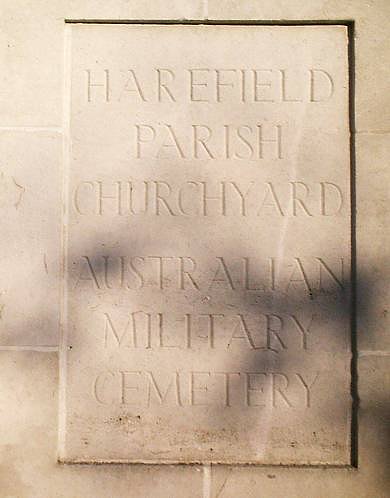 HAREFIELD
PARISH
CHURCHYARD
AUSTRALIAN
MILITARY
CEMETERY